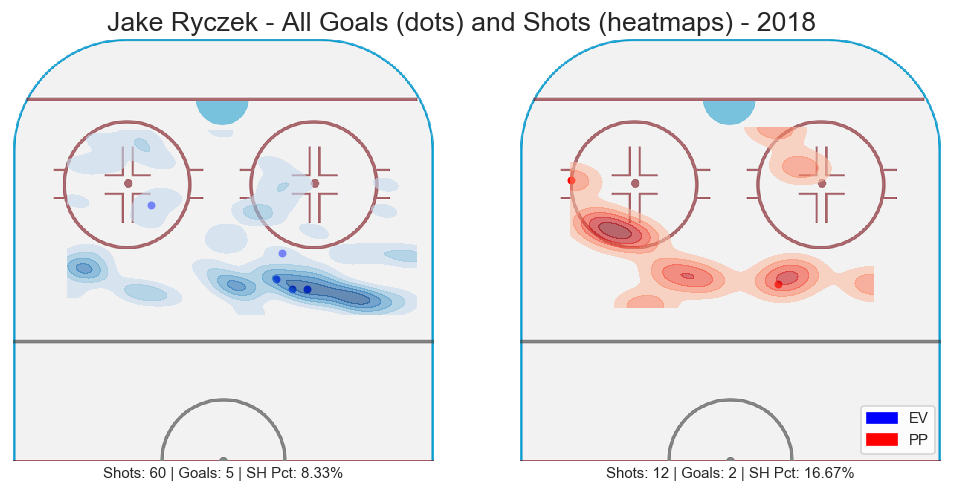 Jake Ryczek - All Goals (dots) and Shots (heatmaps) - 2018
EV
PP
Shots: 60 | Goals: 5 | SH Pct: 8.33%
Shots: 12 | Goals: 2 | SH Pct: 16.67%